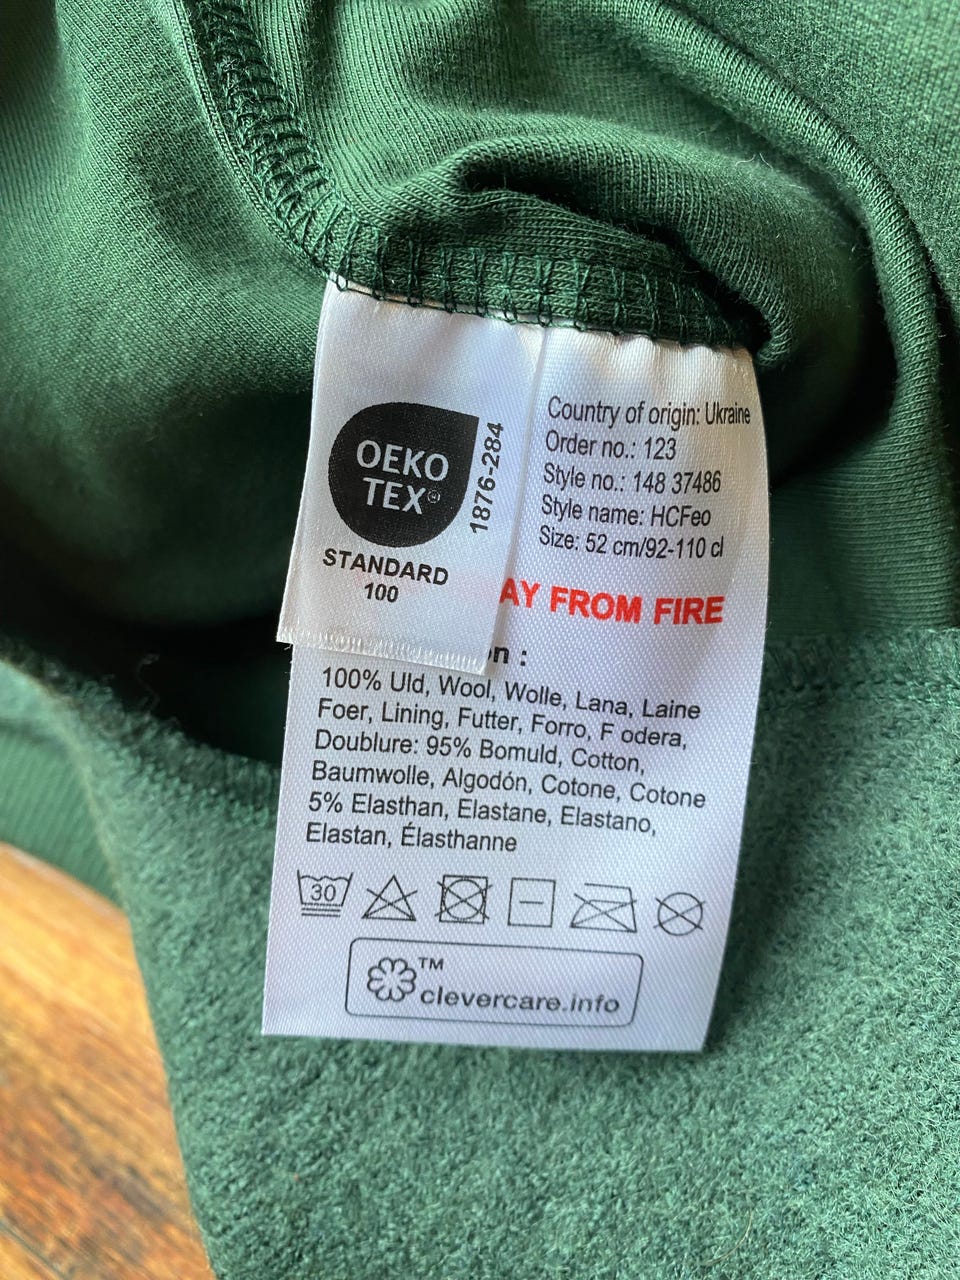 OEKO
TEX®
1876-284
STANDARD
100
Country of origin: Ukraine
Order no.: 123
Style no.: 148 37486
Style name: HCFeo
Size: 52 cm/92-110 cl
AY FROM FIRE
n :
100% Uld, Wool, Wolle, Lana, Laine
Foer, Lining, Futter, Forro, F odera,
Doublure: 95% Bomuld, Cotton,
Baumwolle, Algodón, Cotone, Cotone
5% Elasthan, Elastane, Elastano,
Elastan, Élasthanne
30
TM
clevercare.info